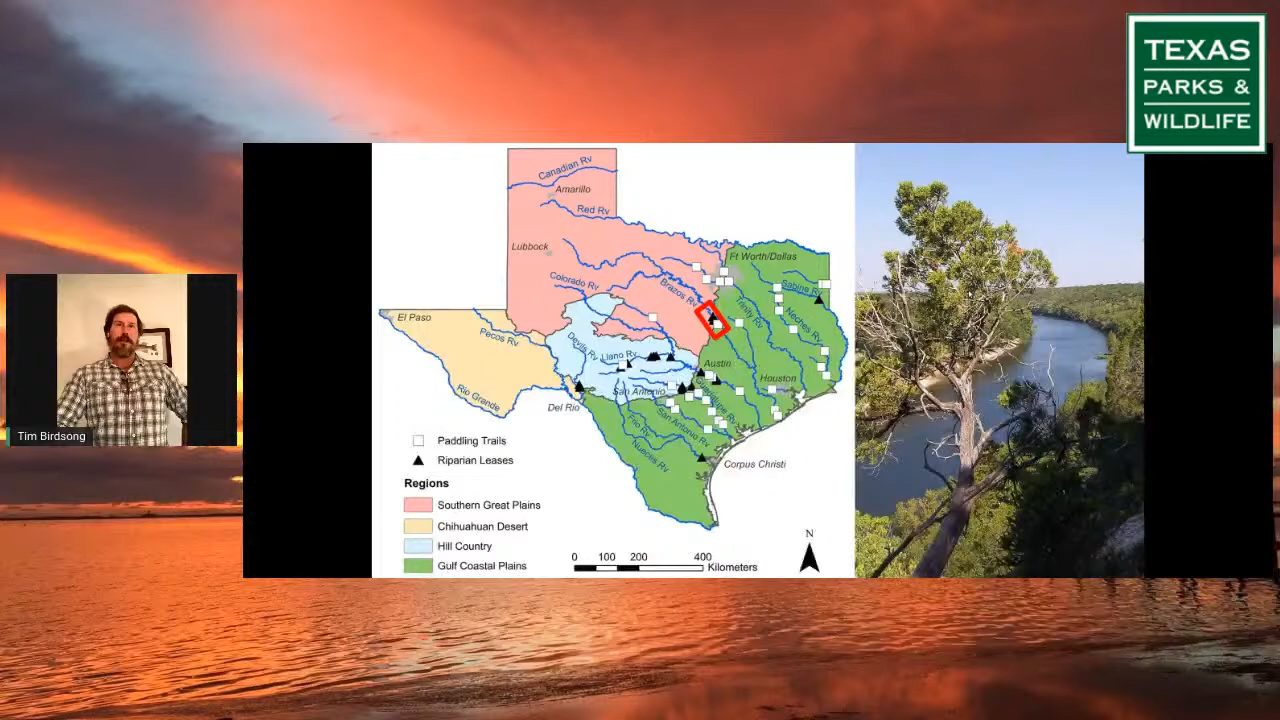 TEXAS
PARKS &
WILDLIFE
Canadian Rv
Amarillo
Red Rv
Lubbock
Ft Worth/Dallas
Colorado Rv
Brazos Rv
Sabine Rv
Trinity Rv
Neches Rv
El Paso
Pecos Rv
Devils Rv
Llano Rv
Austin
Houston
Rio Grande
San Antonio
Guadalupe Rv
Del Rio
San Antonio Rv
Frio Rv
Nueces Rv
Corpus Christi
Tim Birdsong
Paddling Trails
Riparian Leases
Regions
Southern Great Plains
Chihuahuan Desert
Hill Country
Gulf Coastal Plains
N
0 100 200 400
Kilometers